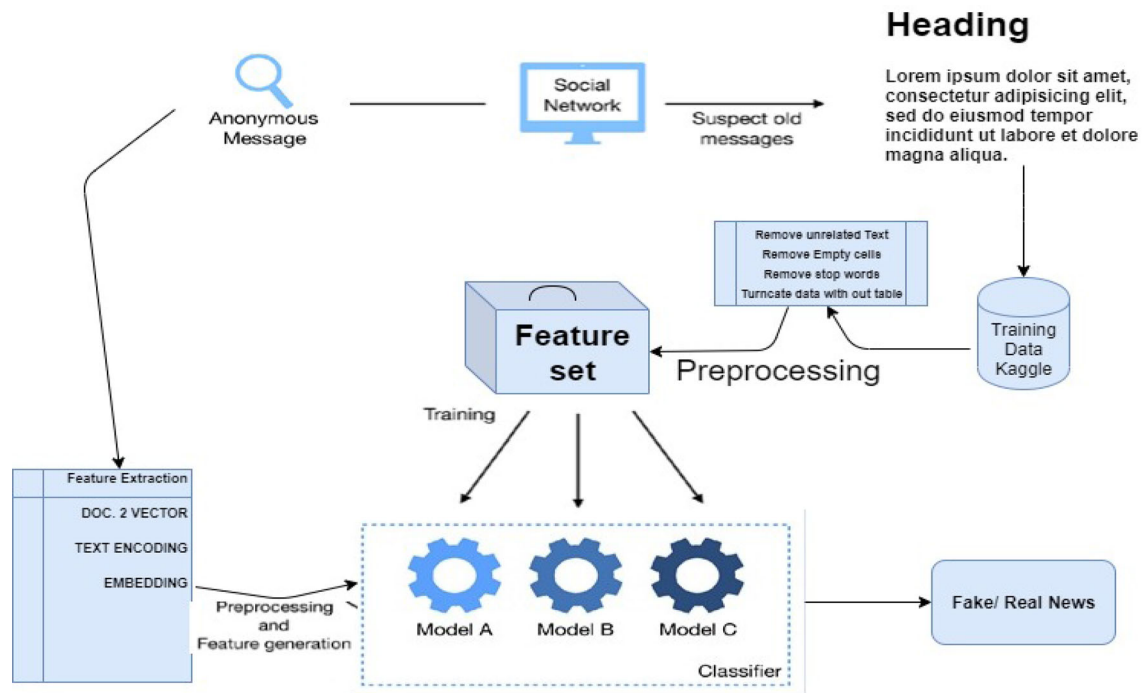 Heading
Lorem ipsum dolor sit amet,
consectetur adipisicing elit,
sed do eiusmod tempor
incididunt ut labore et dolore
magna aliqua.
Anonymous
Message
Social
Network
Suspect old
messages
Remove unrelated Text
Remove Empty cells
Remove stop words
Turncate data with out table
Training
Data
Kaggle
Preprocessing
Feature
set
Training
Feature Extraction
DOC. 2 VECTOR
TEXT ENCODING
EMBEDDING
Preprocessing
and
Feature generation
Model A
Model B
Model C
Classifier
Fake/ Real News